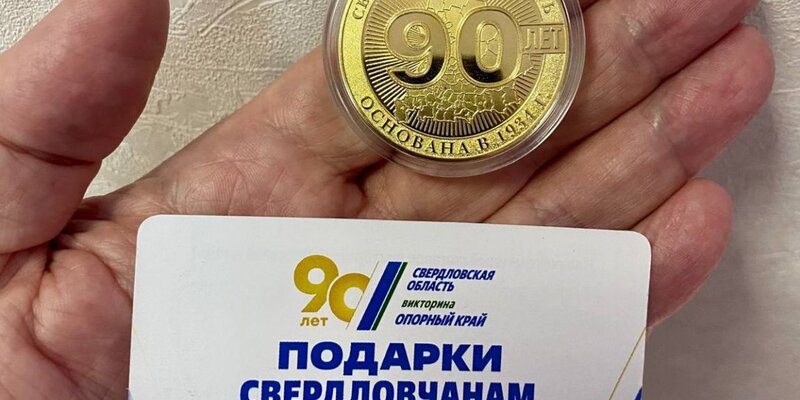 90 ЛЕТ
ОСНОВАНА В 1934 г.
90 лет
СВЕРДЛОВСКАЯ
ОБЛАСТЬ
викторина
ОПОРНЫЙ КРАЙ
ПОДАРКИ
СВЕРДЛОВЧАНАМ